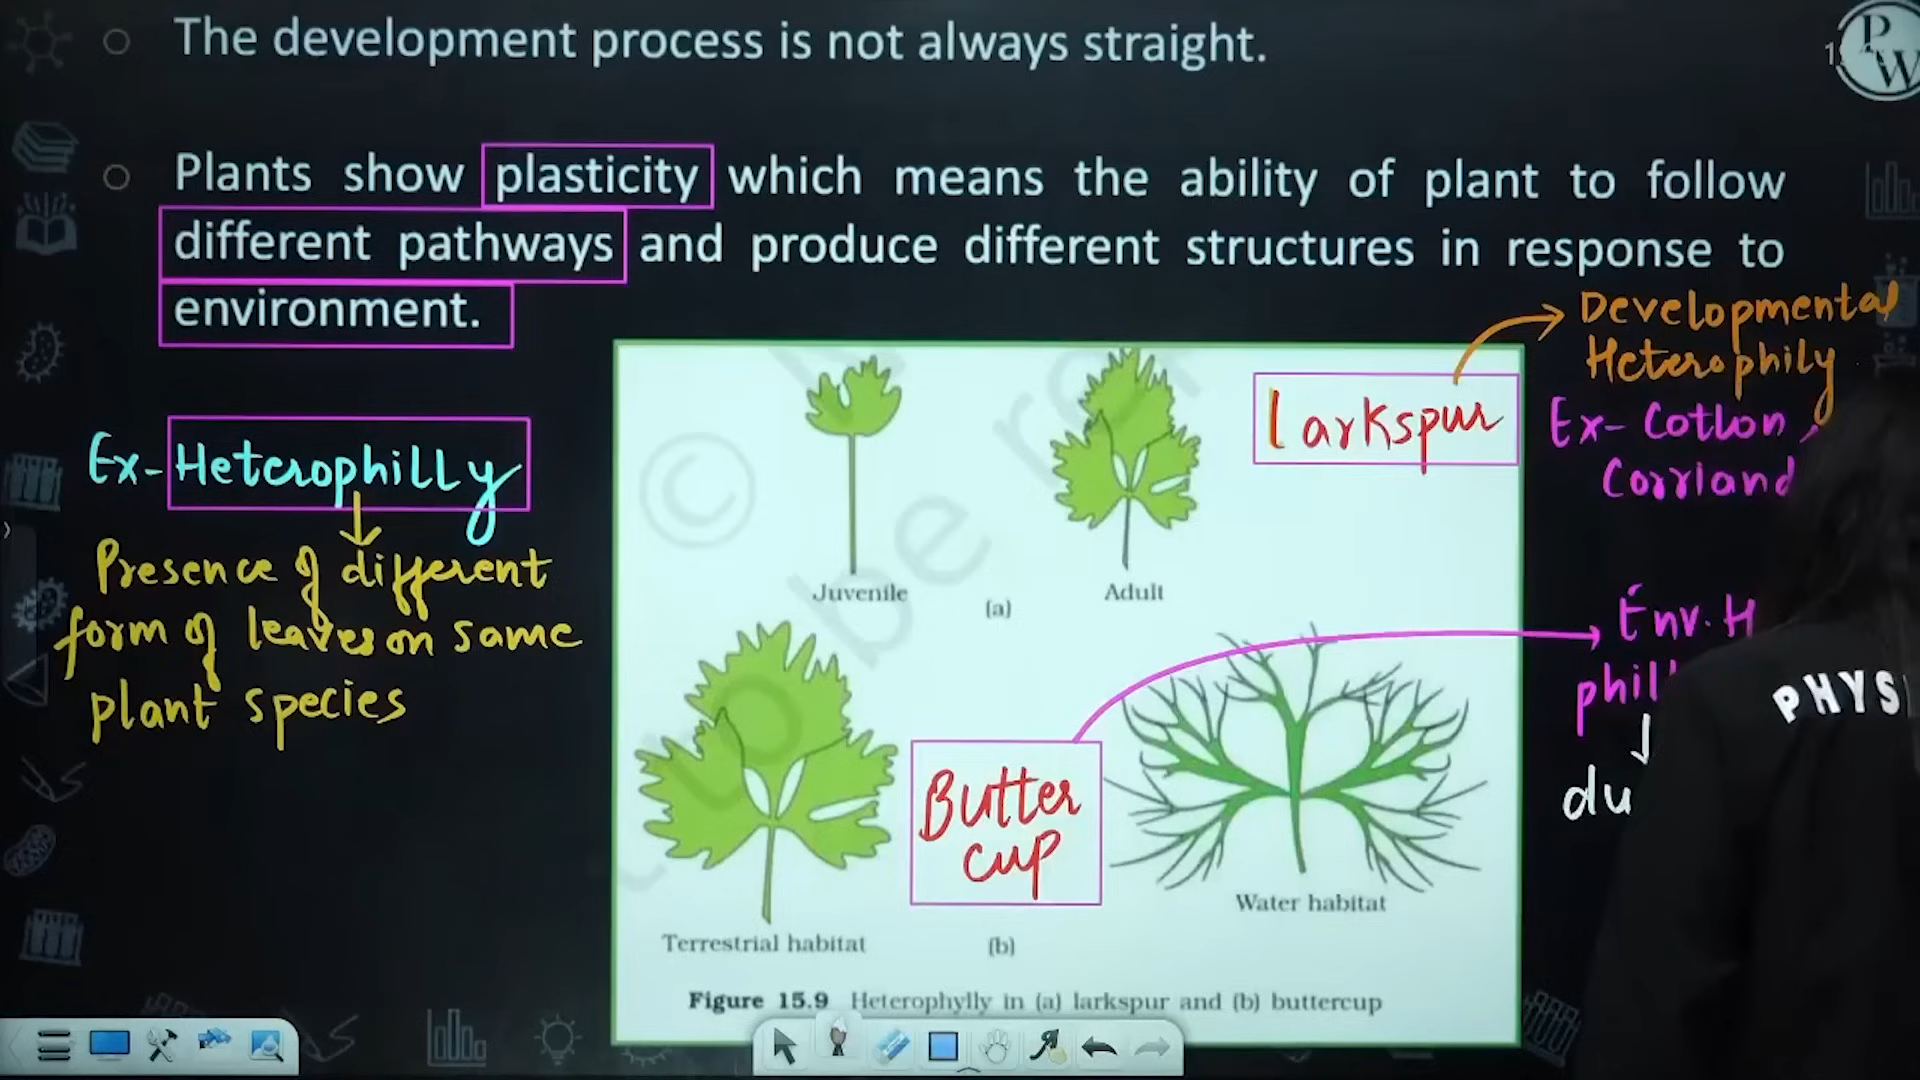 The development process is not always straight.
Plants show plasticity which means the ability of plant to follow
different pathways and produce different structures in response to
environment.
Ex- Heterophilly
Presence of different
form of leaves on same
plant species
Larkspur
Developmental
Heterophily
Ex- Cotton,
Corriand
Juvenile
(a)
Adult
Env. H
phill
du
Butter
cup
Terrestrial habitat
(b)
Water habitat
Figure 15.9 Heterophylly in (a) larkspur and (b) buttercup
PHYS
PW